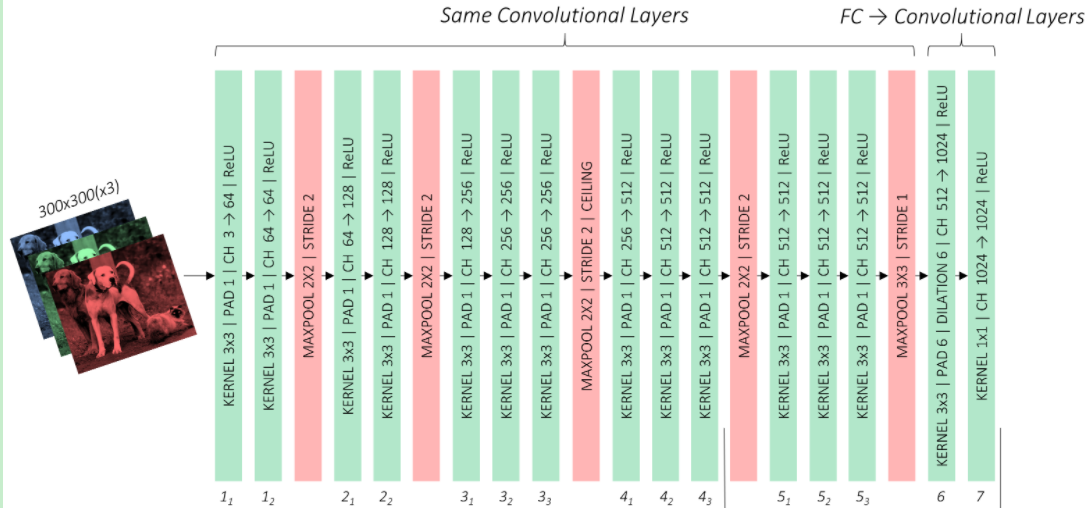 Same Convolutional Layers
FC → Convolutional Layers
300x300(x3)
KERNEL 3x3 | PAD 1 | CH 3 → 64 | ReLU
KERNEL 3x3 | PAD 1 | CH 64 → 64 | ReLU
MAXPOOL 2X2 | STRIDE 2
KERNEL 3x3 | PAD 1 | CH 64 → 128 | ReLU
KERNEL 3x3 | PAD 1 | CH 128 → 128 | ReLU
MAXPOOL 2X2 | STRIDE 2
KERNEL 3x3 | PAD 1 | CH 128 → 256 | ReLU
KERNEL 3x3 | PAD 1 | CH 256 → 256 | ReLU
KERNEL 3x3 | PAD 1 | CH 256 → 256 | ReLU
MAXPOOL 2X2 | STRIDE 2 | CEILING
KERNEL 3x3 | PAD 1 | CH 256 → 512 | ReLU
KERNEL 3x3 | PAD 1 | CH 512 → 512 | ReLU
KERNEL 3x3 | PAD 1 | CH 512 → 512 | ReLU
MAXPOOL 2X2 | STRIDE 2
KERNEL 3x3 | PAD 1 | CH 512 → 512 | ReLU
KERNEL 3x3 | PAD 1 | CH 512 → 512 | ReLU
KERNEL 3x3 | PAD 1 | CH 512 → 512 | ReLU
MAXPOOL 3X3 | STRIDE 1
KERNEL 3x3 | PAD 6 | DILATION 6 | CH 512 → 1024 | ReLU
KERNEL 1x1 | CH 1024 → 1024 | ReLU
1₁ 1₂ 2₁ 2₂ 3₁ 3₂ 3₃ 4₁ 4₂ 4₃ 5₁ 5₂ 5₃ 6 7